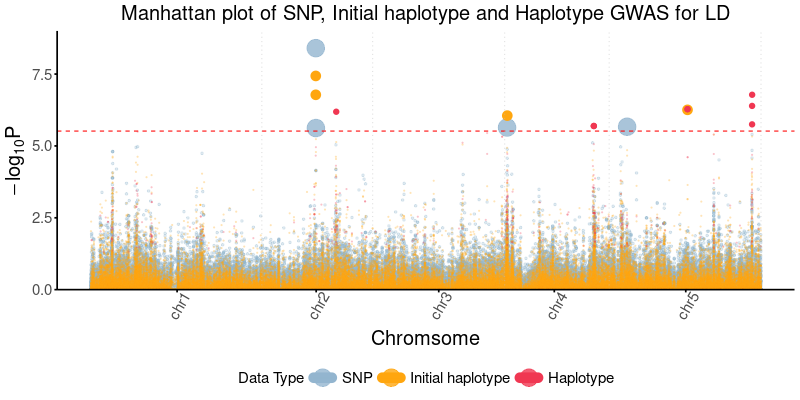 Manhattan plot of SNP, Initial haplotype and Haplotype GWAS for LD
7.5
5.0
2.5
0.0
−log10P
chr1
chr2
chr3
chr4
chr5
Chromsome
Data Type SNP Initial haplotype Haplotype